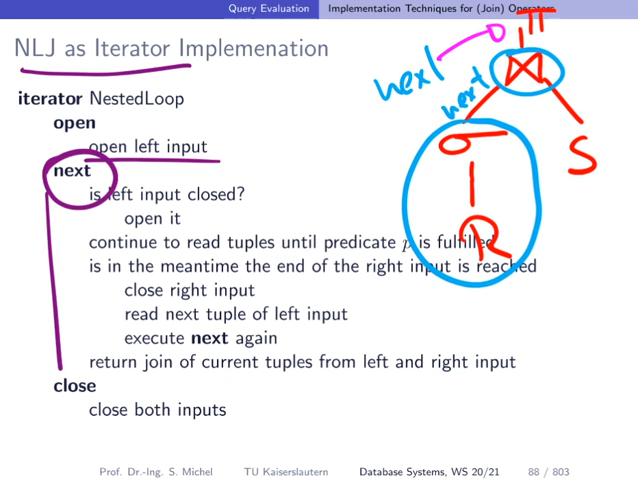 Query Evaluation Implementation Techniques for (Join) Operators
NLJ as Iterator Implemenation
iterator NestedLoop
open
open left input
next
is left input closed?
open it
continue to read tuples until predicate p is fulfilled
is in the meantime the end of the right input is reached
close right input
read next tuple of left input
execute next again
return join of current tuples from left and right input
close
close both inputs
π
next
next
⋈
σ
S
R
Prof. Dr.-Ing. S. Michel TU Kaiserslautern Database Systems, WS 20/21 88 / 803